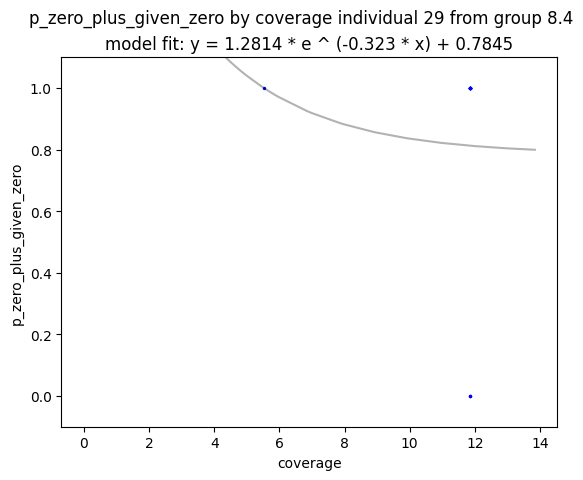 p_zero_plus_given_zero by coverage individual 29 from group 8.4
model fit: y = 1.2814 * e ^ (-0.323 * x) + 0.7845
1.0
0.8
0.6
0.4
0.2
0.0
p_zero_plus_given_zero
0 2 4 6 8 10 12 14
coverage